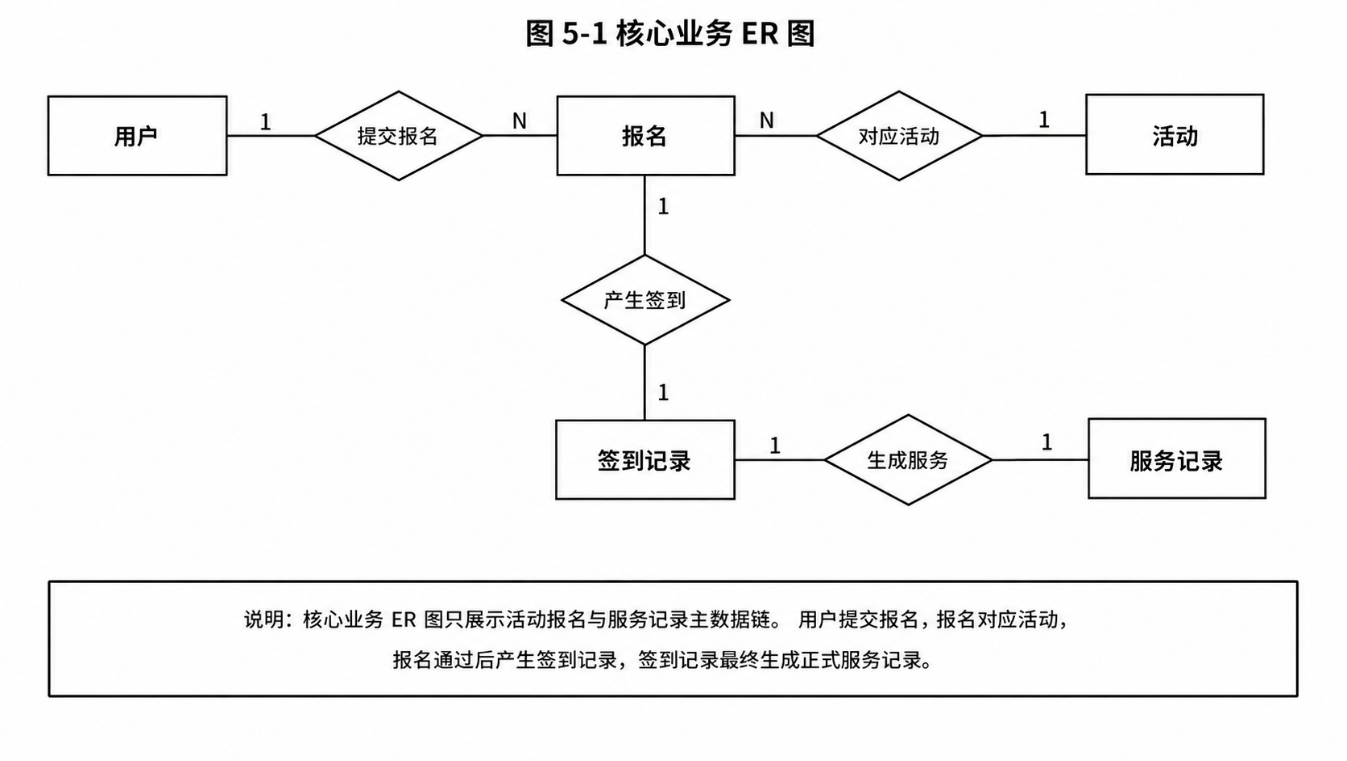 图 5-1 核心业务 ER 图
用户
1
提交报名
N
报名
N
对应活动
1
活动
1
产生签到
1
签到记录
1
生成服务
1
服务记录
说明：核心业务 ER 图只展示活动报名与服务记录主数据链。 用户提交报名，报名对应活动，
报名通过后产生签到记录，签到记录最终生成正式服务记录。